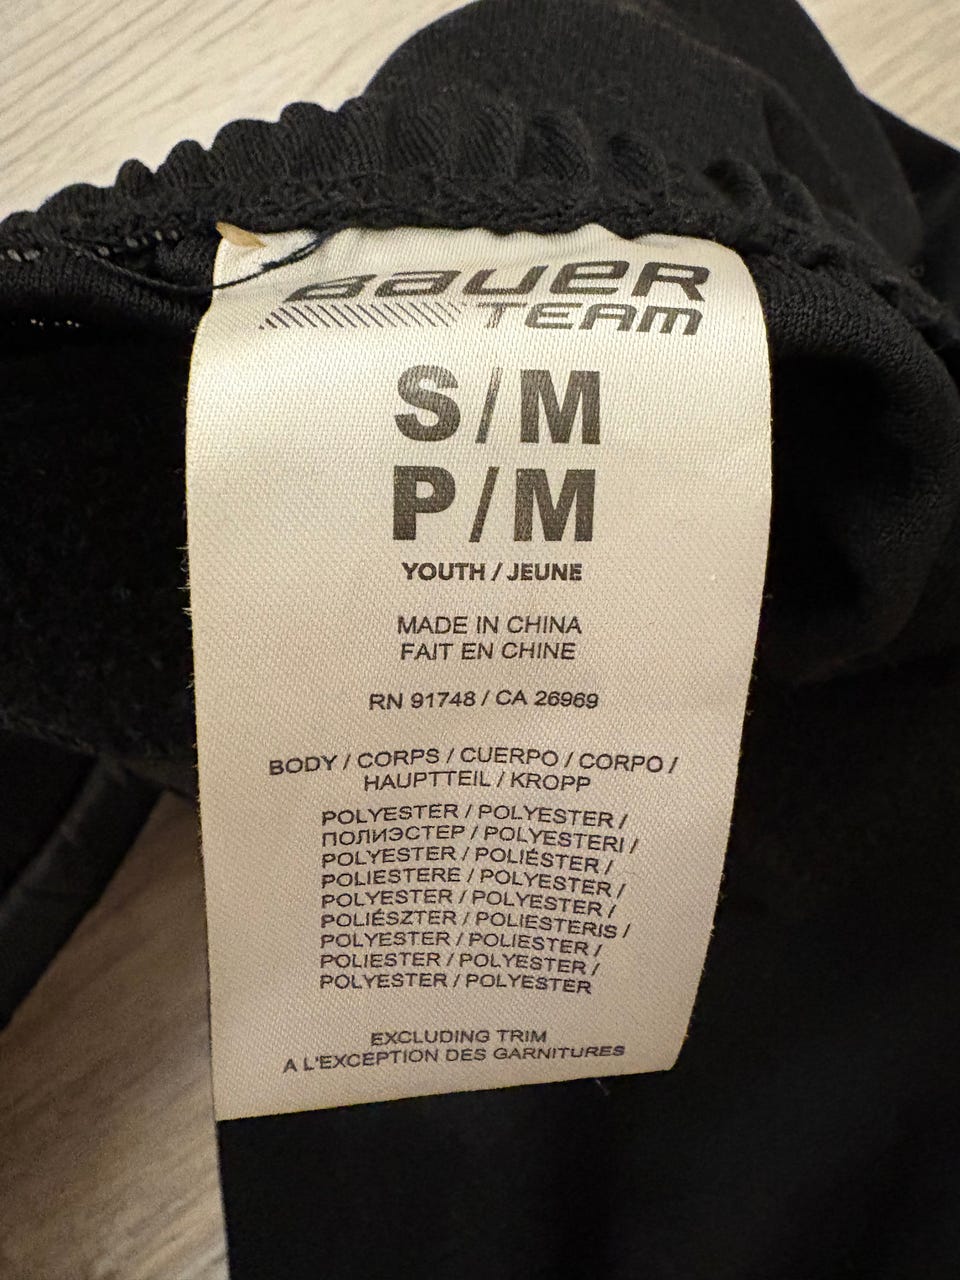 BAUER
TEAM
S/M
P/M
YOUTH / JEUNE
MADE IN CHINA
FAIT EN CHINE
RN 91748 / CA 26969
BODY / CORPS / CUERPO / CORPO /
HAUPTTEIL / KROPP
POLYESTER / POLYESTER /
ПОЛИЭСТЕР / POLYESTERI /
POLYESTER / POLIÉSTER /
POLIESTERE / POLYESTER /
POLYESTER / POLYESTER /
POLIÉSZTER / POLIESTERIS /
POLYESTER / POLIESTER /
POLIESTER / POLYESTER /
POLYESTER / POLYESTER
EXCLUDING TRIM
A L'EXCEPTION DES GARNITURES